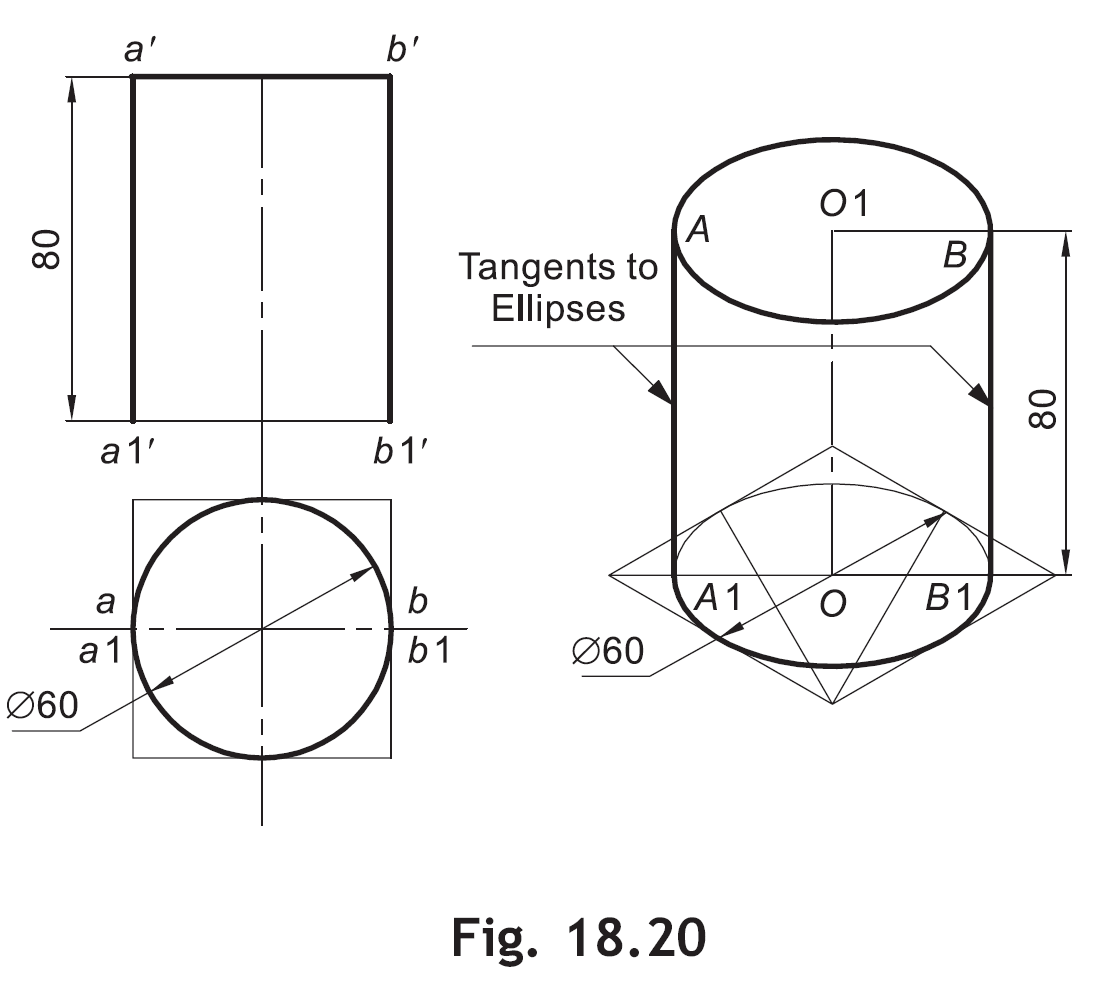 a′ b′
80
a1′ b1′
a b
a1 b1
∅60
O1
A
B
Tangents to
Ellipses
80
A1 O B1
∅60
Fig. 18.20